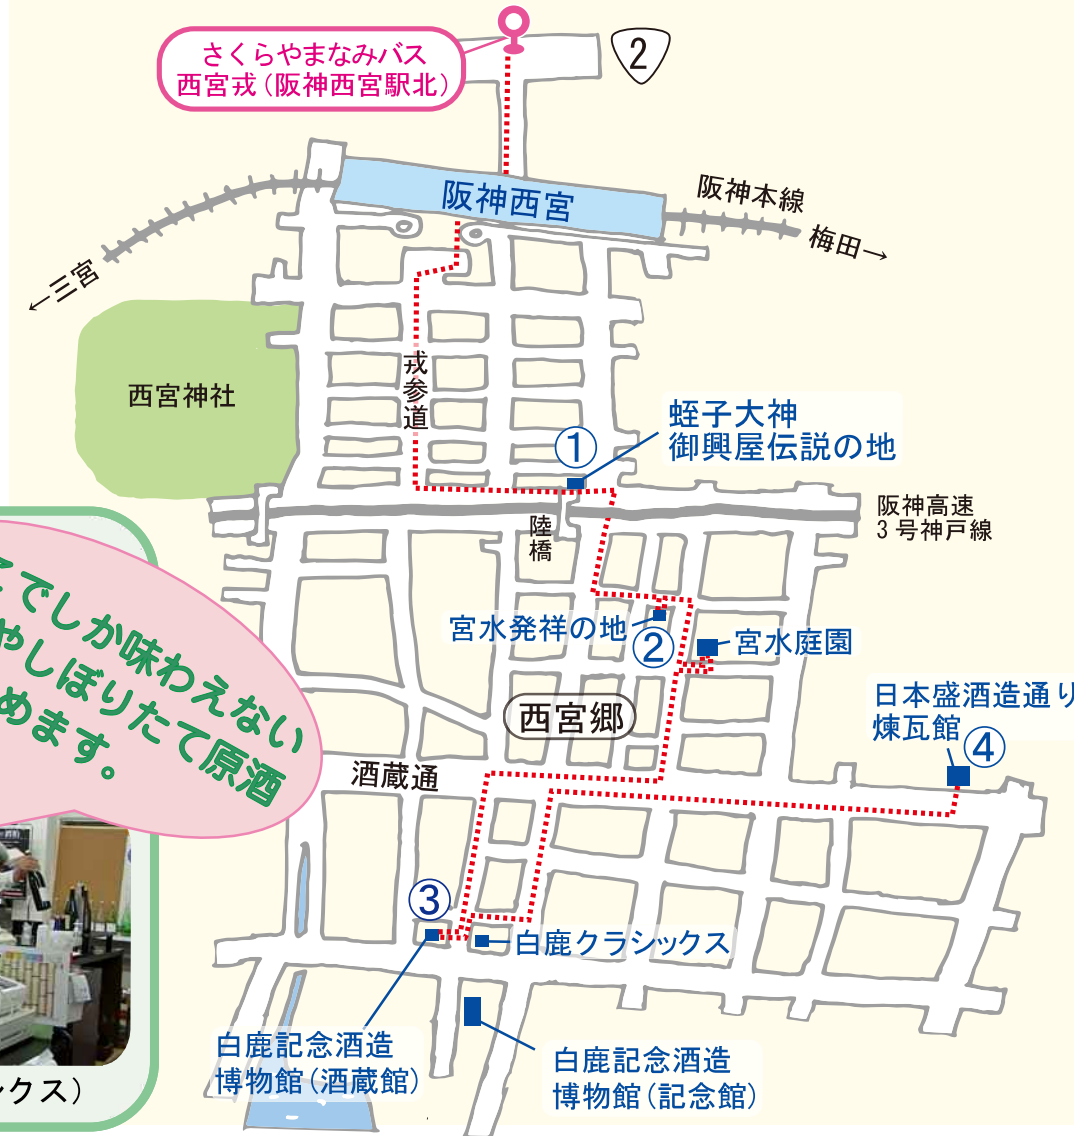 さくらやまなみバス
西宮戎(阪神西宮駅北)
2
阪神西宮
阪神本線
梅田→
←三宮
西宮神社
戎参道
①
蛭子大神
御興屋伝説の地
阪神高速
3号神戸線
陸橋
宮水発祥の地
②
宮水庭園
西宮郷
日本盛酒造通り
煉瓦館
④
酒蔵通
③
白鹿クラシックス
白鹿記念酒造
博物館(酒蔵館)
白鹿記念酒造
博物館(記念館)
こでしか味わえない
やしぼりたて原酒
めます。
クス)